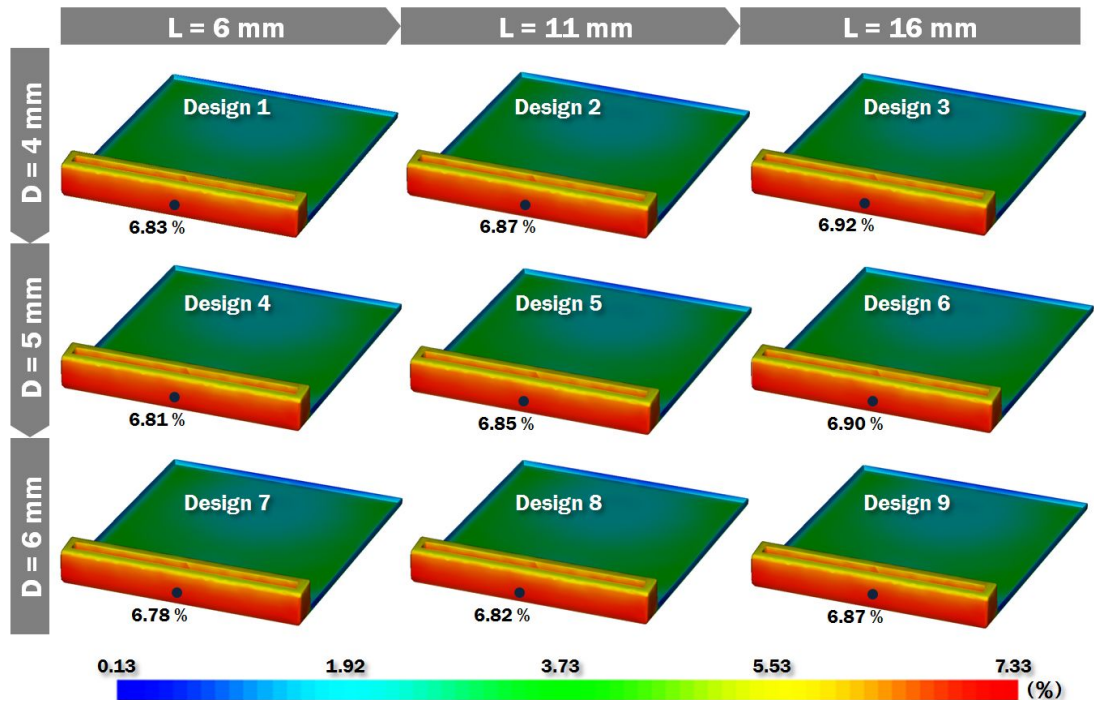 L = 6 mm
L = 11 mm
L = 16 mm
D = 4 mm
Design 1
Design 2
Design 3
6.83 %
6.87 %
6.92 %
D = 5 mm
Design 4
Design 5
Design 6
6.81 %
6.85 %
6.90 %
D = 6 mm
Design 7
Design 8
Design 9
6.78 %
6.82 %
6.87 %
0.13
1.92
3.73
5.53
7.33
(%)